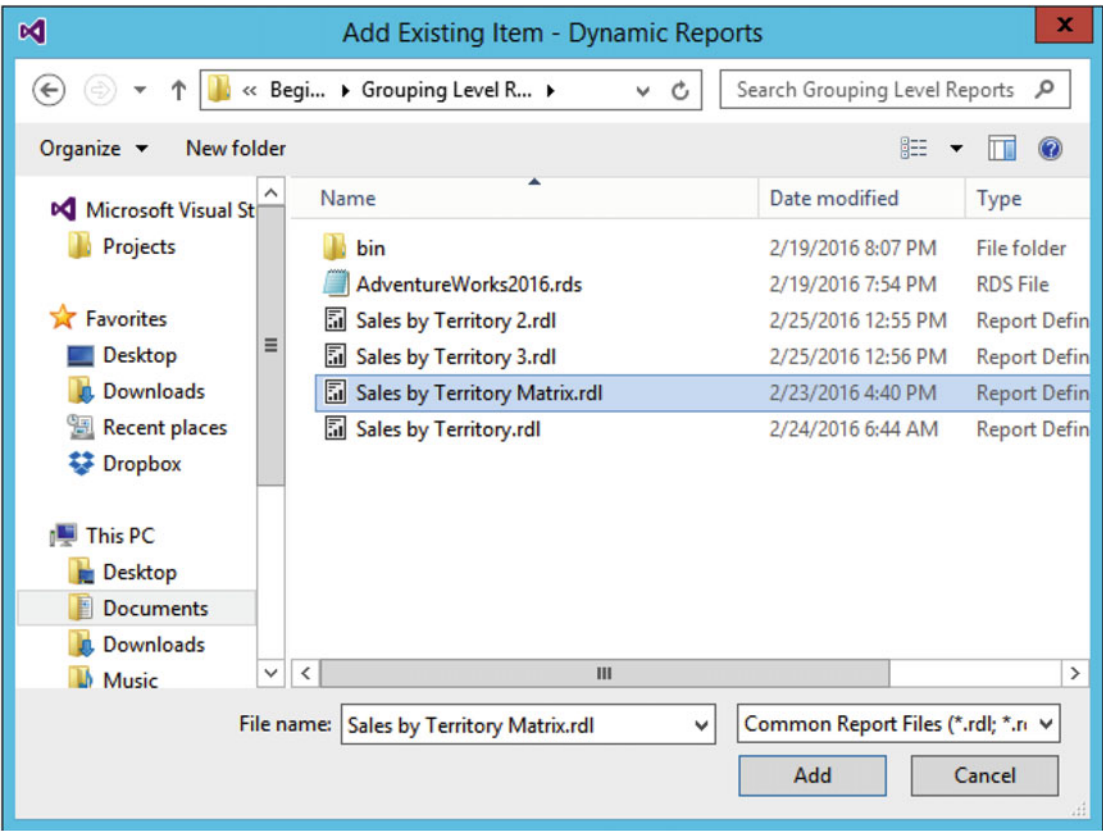 Add Existing Item - Dynamic Reports
x
« Begi... Grouping Level R...
Search Grouping Level Reports
Organize
New folder
Microsoft Visual St
Projects
Favorites
Desktop
Downloads
Recent places
Dropbox
This PC
Desktop
Documents
Downloads
Music
Name Date modified Type
bin 2/19/2016 8:07 PM File folder
AdventureWorks2016.rds 2/19/2016 7:54 PM RDS File
Sales by Territory 2.rdl 2/25/2016 12:55 PM Report Defin
Sales by Territory 3.rdl 2/25/2016 12:56 PM Report Defin
Sales by Territory Matrix.rdl 2/23/2016 4:40 PM Report Defin
Sales by Territory.rdl 2/24/2016 6:44 AM Report Defin
File name: Sales by Territory Matrix.rdl
Common Report Files (*.rdl;
Add
Cancel